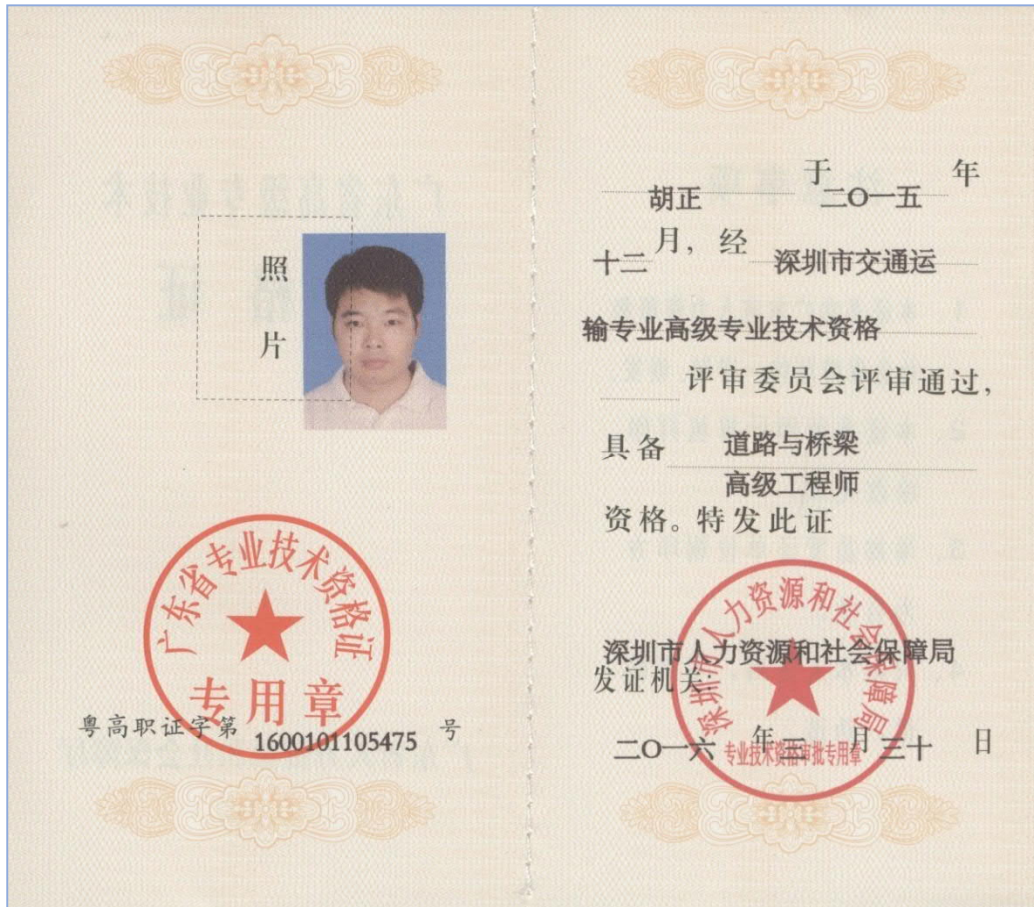 照
片
广东省专业技术资格证
专用章
粤高职证字第 1600101105475 号
胡正 于 二〇一五 年
十二 月，经 深圳市交通运
输专业高级专业技术资格
评审委员会评审通过，
具备 道路与桥梁
高级工程师
资格。特发此证
深圳市人力资源和社会保障局
深圳市人力资源和社会保障局
发证机关：
二〇一六 年 三 月 三十 日
专业技术资格审批专用章